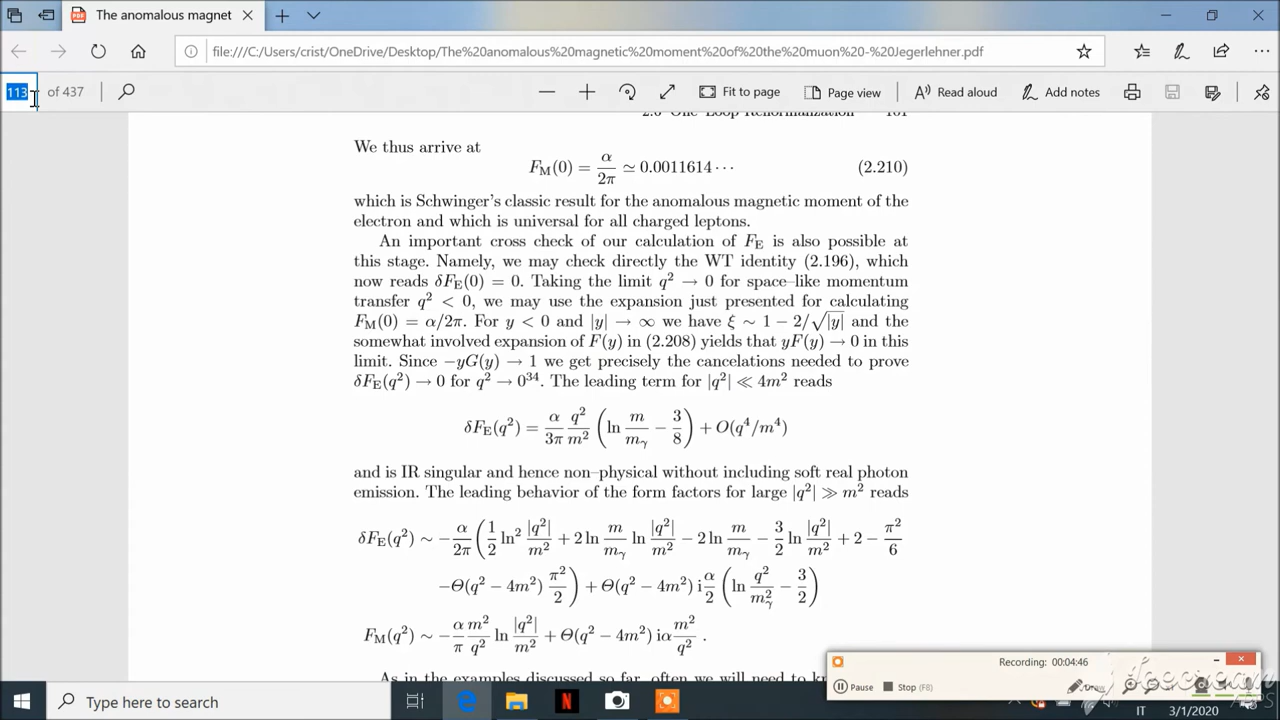 The anomalous magnet
file:///C:/Users/crist/OneDrive/Desktop/The%20anomalous%20magnetic%20moment%20of%20the%20muon%20-%20Jegerlehner.pdf
113 of 437
Fit to page
Page view
Read aloud
Add notes
We thus arrive at
F_M(0) = α/2π ≃ 0.0011614 ··· (2.210)
which is Schwinger's classic result for the anomalous magnetic moment of the
electron and which is universal for all charged leptons.
An important cross check of our calculation of F_E is also possible at
this stage. Namely, we may check directly the WT identity (2.196), which
now reads δF_E(0) = 0. Taking the limit q² → 0 for space–like momentum
transfer q² < 0, we may use the expansion just presented for calculating
F_M(0) = α/2π. For y < 0 and |y| → ∞ we have ξ ∼ 1 − 2/√|y| and the
somewhat involved expansion of F(y) in (2.208) yields that yF(y) → 0 in this
limit. Since −yG(y) → 1 we get precisely the cancelations needed to prove
δF_E(q²) → 0 for q² → 0³⁴. The leading term for |q²| ≪ 4m² reads
δF_E(q²) = α/3π q²/m² (ln m/m_γ − 3/8) + O(q⁴/m⁴)
and is IR singular and hence non–physical without including soft real photon
emission. The leading behavior of the form factors for large |q²| ≫ m² reads
δF_E(q²) ∼ −α/2π (1/2 ln² |q²|/m² + 2 ln m/m_γ ln |q²|/m² − 2 ln m/m_γ − 3/2 ln |q²|/m² + 2 − π²/6
−Θ(q² − 4m²) π²/2) + Θ(q² − 4m²) i α/2 (ln q²/m_γ² − 3/2)
F_M(q²) ∼ −α/π m²/q² ln |q²|/m² + Θ(q² − 4m²) iα m²/q² .
Recording: 00:04:46
Pause
Stop (F8)
Type here to search
IT
3/1/2020